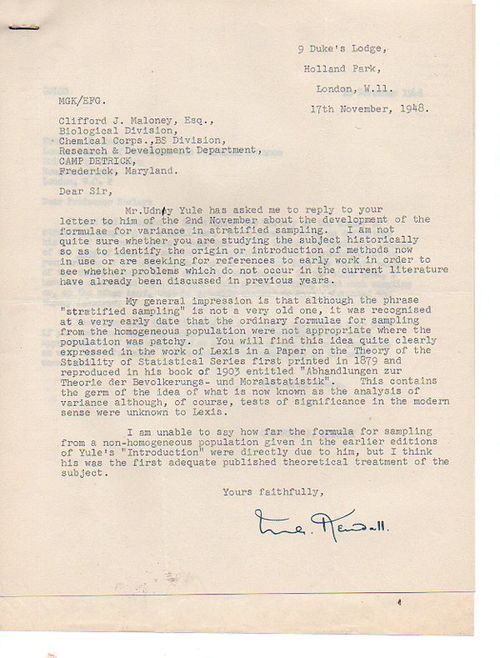 9 Duke's Lodge,
Holland Park,
London, W.11.
MGK/EFG.
17th November, 1948.
Clifford J. Maloney, Esq.,
Biological Division,
Chemical Corps.,BS Division,
Research & Development Department,
CAMP DETRICK,
Frederick, Maryland.
Dear Sir,
Mr.Udney Yule has asked me to reply to your
letter to him of the 2nd November about the development of the
formulae for variance in stratified sampling. I am not
quite sure whether you are studying the subject historically
so as to identify the origin or introduction of methods now
in use or are seeking for references to early work in order to
see whether problems which do not occur in the current literature
have already been discussed in previous years.
My general impression is that although the phrase
"stratified sampling" is not a very old one, it was recognised
at a very early date that the ordinary formulae for sampling
from the homogeneous population were not appropriate where the
population was patchy. You will find this idea quite clearly
expressed in the work of Lexis in a Paper on the Theory of the
Stability of Statistical Series first printed in 1879 and
reproduced in his book of 1903 entitled "Abhandlungen zur
Theorie der Bevolkerungs- und Moralstatistik". This contains
the germ of the idea of what is now known as the analysis of
variance although, of course, tests of significance in the modern
sense were unknown to Lexis.
I am unable to say how far the formula for sampling
from a non-homogeneous population given in the earlier editions
of Yule's "Introduction" were directly due to him, but I think
his was the first adequate published theoretical treatment of the
subject.
Yours faithfully,
M.G. Kendall.